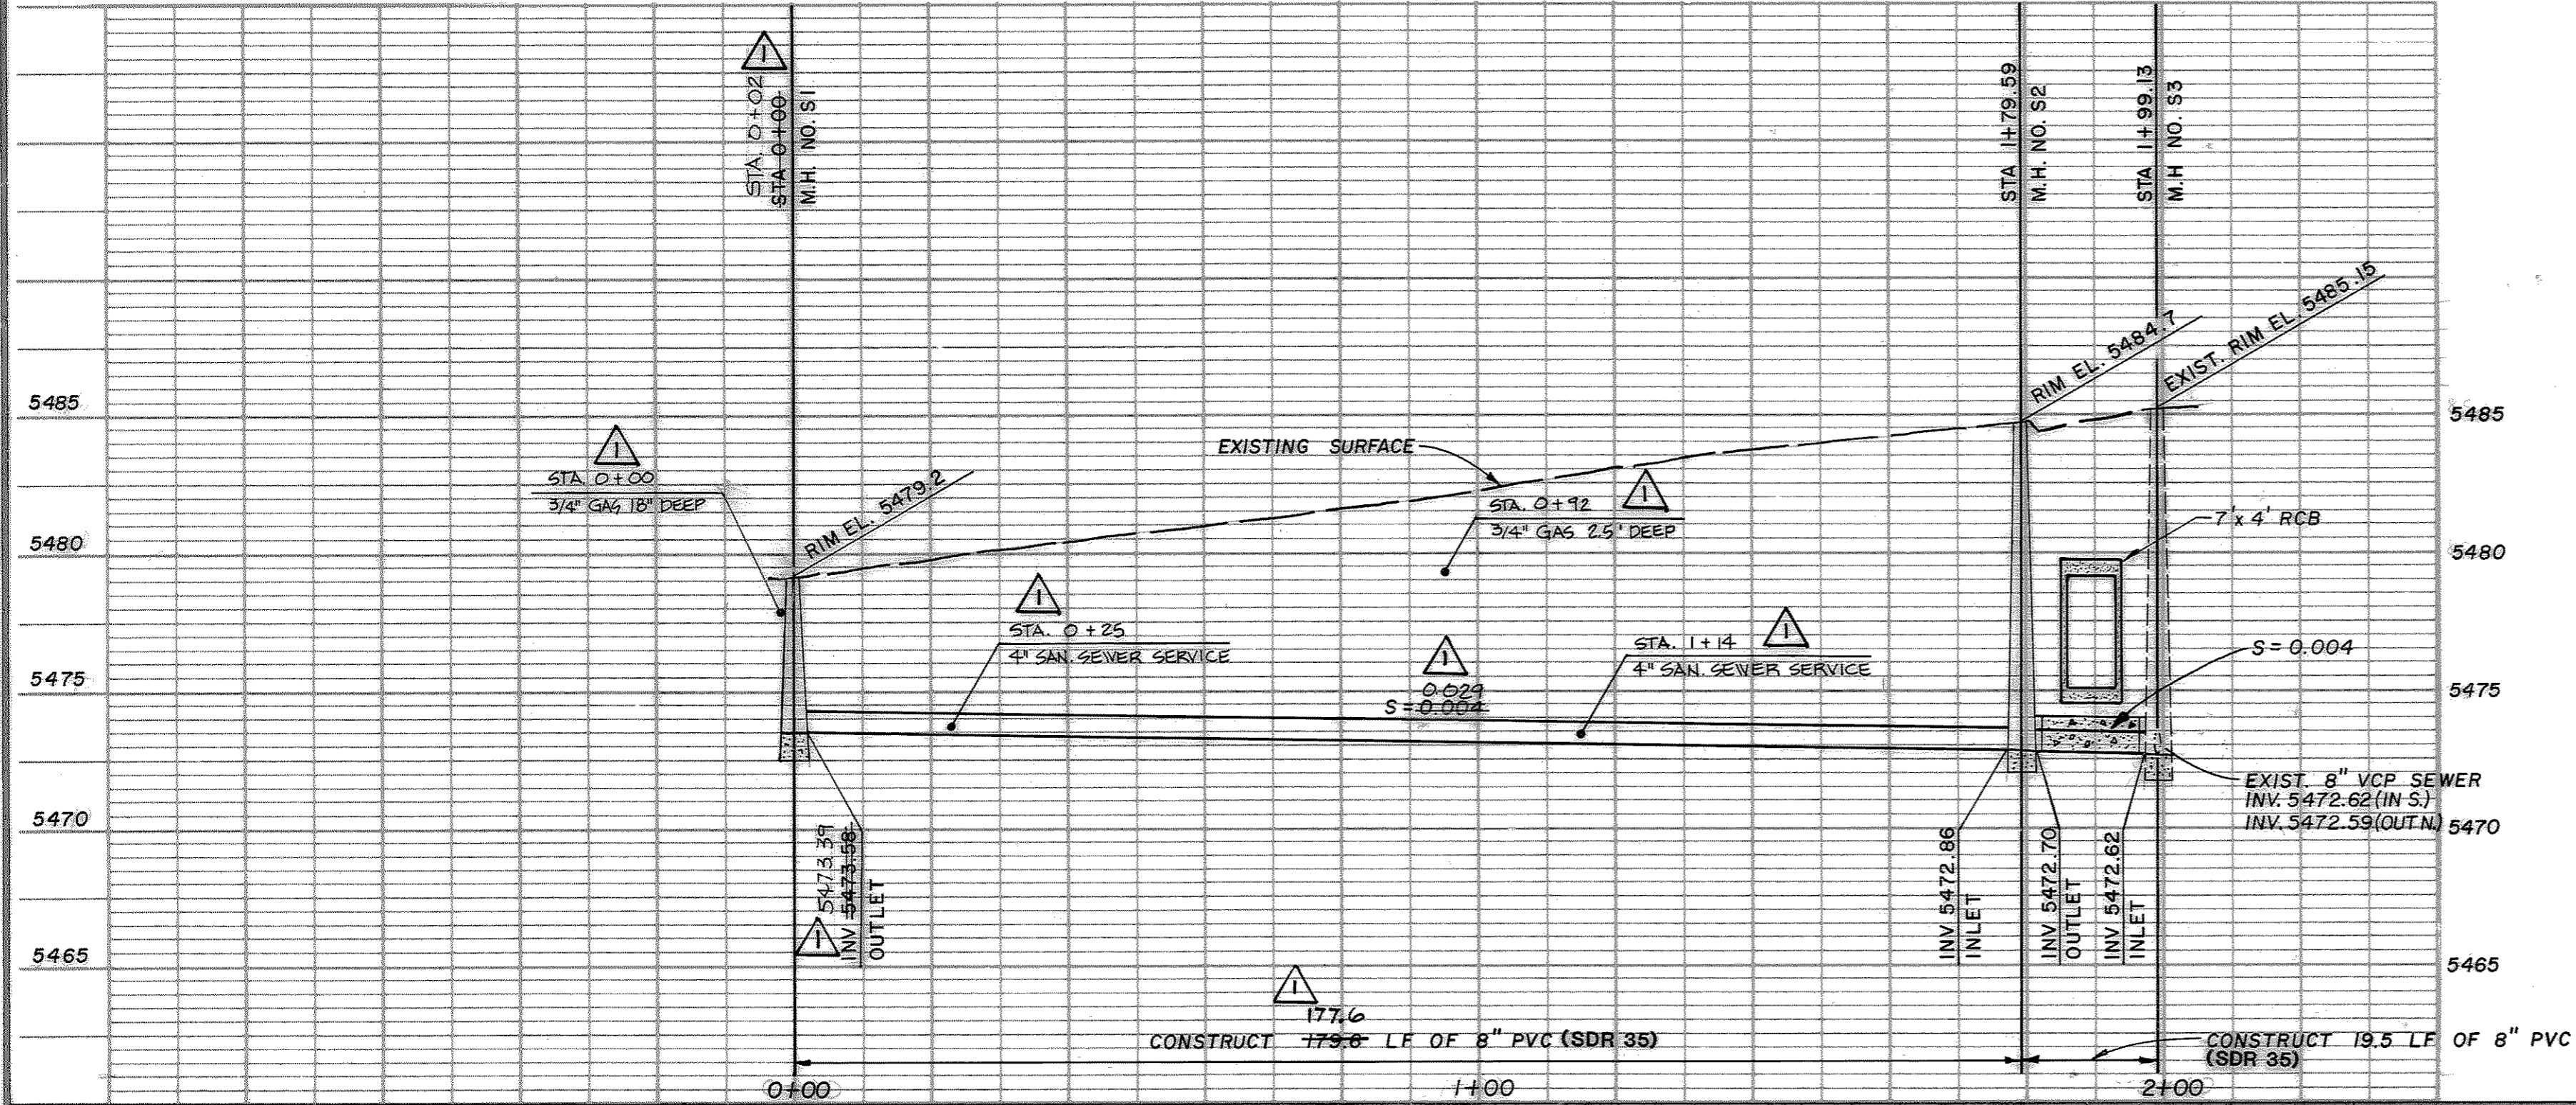 1
STA. 0+02
STA 0+00
M.H. NO. S1
STA 1+79.59
M.H. NO. S2
STA 1+99.13
M.H NO. S3
RIM EL. 5484.7
EXIST. RIM EL. 5485.15
5485
5485
EXISTING SURFACE
1
STA. 0+00
3/4" GAS 18" DEEP
RIM EL. 5479.2
1
STA. 0+92
3/4" GAS 2.5' DEEP
7'x 4' RCB
5480
5480
1
STA. 0+25
4" SAN. SEWER SERVICE
1
STA. 1+14
4" SAN. SEWER SERVICE
S = 0.004
5475
5475
1
0.029
S = 0.004
EXIST. 8" VCP SEWER
INV. 5472.62 (IN S.)
INV. 5472.59 (OUT N.)
5470
5470
1
5473.39
INV 5473.58
OUTLET
INV 5472.86
INLET
INV 5472.70
OUTLET
INV 5472.62
INLET
5465
5465
1
177.6
CONSTRUCT 179.6 LF OF 8" PVC (SDR 35)
CONSTRUCT 19.5 LF OF 8" PVC
(SDR 35)
0+00
1+00
2+00